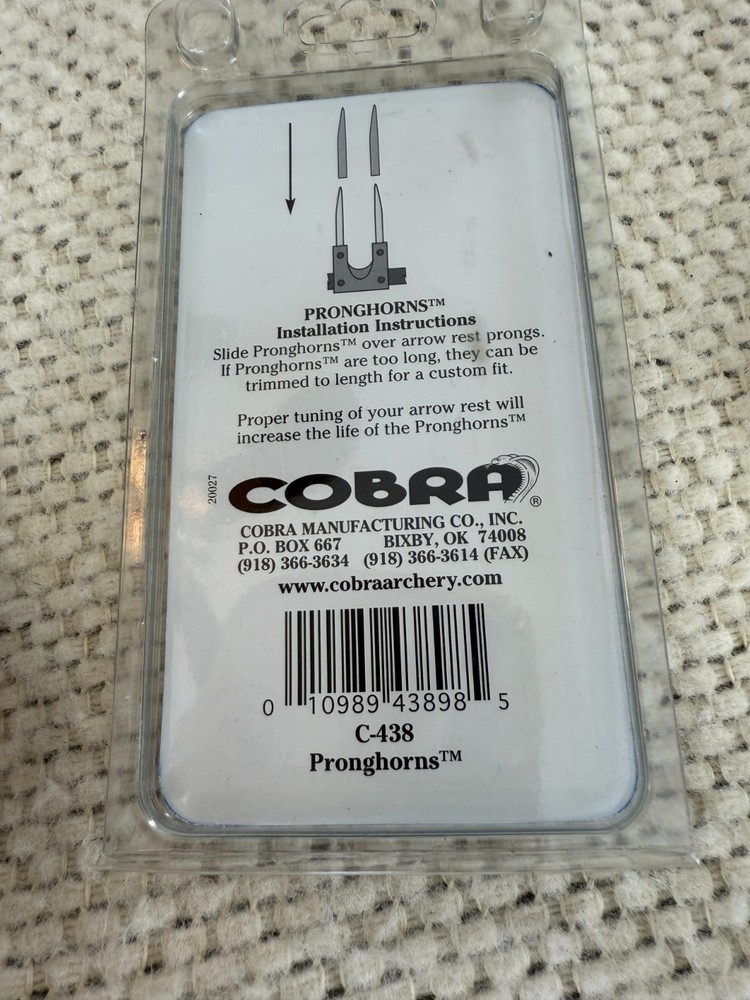 PRONGHORNS™
Installation Instructions
Slide Pronghorns™ over arrow rest prongs.
If Pronghorns™ are too long, they can be
trimmed to length for a custom fit.
Proper tuning of your arrow rest will
increase the life of the Pronghorns™
20027
COBRA®
COBRA MANUFACTURING CO., INC.
P.O. BOX 667 BIXBY, OK 74008
(918) 366-3634 (918) 366-3614 (FAX)
www.cobraarchery.com
0 10989 43898 5
C-438
Pronghorns™